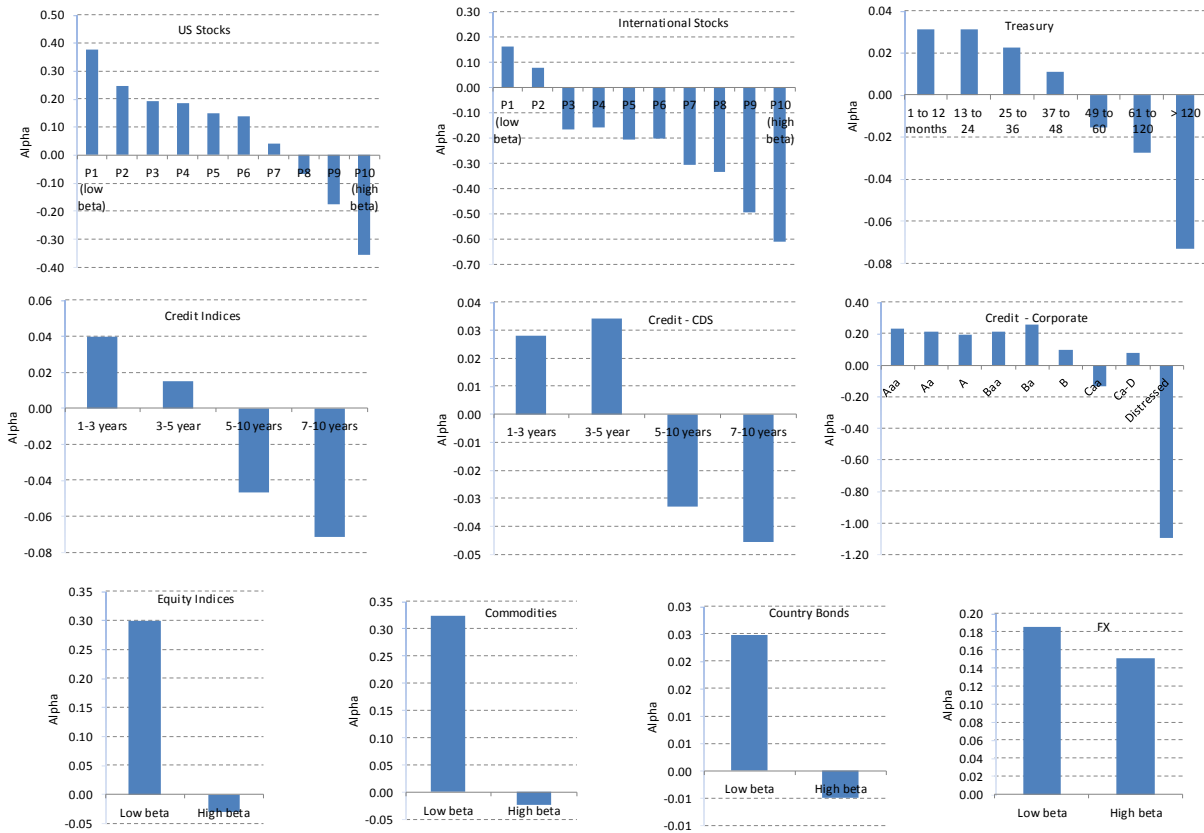 US Stocks
Alpha
0.50
0.40
0.30
0.20
0.10
0.00
-0.10
-0.20
-0.30
-0.40
P1 (low beta)
P2
P3
P4
P5
P6
P7
P8
P9
P10 (high beta)
International Stocks
Alpha
0.30
0.20
0.10
0.00
-0.10
-0.20
-0.30
-0.40
-0.50
-0.60
-0.70
P1 (low beta)
P2
P3
P4
P5
P6
P7
P8
P9
P10 (high beta)
Treasury
Alpha
0.04
0.02
0.00
-0.02
-0.04
-0.06
-0.08
1 to 12 months
13 to 24
25 to 36
37 to 48
49 to 60
61 to 120
> 120
Credit Indices
Alpha
0.06
0.04
0.02
0.00
-0.02
-0.04
-0.06
-0.08
1-3 years
3-5 year
5-10 years
7-10 years
Credit - CDS
Alpha
0.04
0.03
0.02
0.01
0.00
-0.01
-0.02
-0.03
-0.04
-0.05
1-3 years
3-5 year
5-10 years
7-10 years
Credit - Corporate
Alpha
0.40
0.20
0.00
-0.20
-0.40
-0.60
-0.80
-1.00
-1.20
Aaa
Aa
A
Baa
Ba
B
Caa
Ca-D
Distressed
Equity Indices
Alpha
0.35
0.30
0.25
0.20
0.15
0.10
0.05
0.00
-0.05
Low beta
High beta
Commodities
Alpha
0.35
0.30
0.25
0.20
0.15
0.10
0.05
0.00
-0.05
Low beta
High beta
Country Bonds
Alpha
0.03
0.03
0.02
0.02
0.01
0.01
0.00
-0.01
-0.01
Low beta
High beta
FX
Alpha
0.20
0.18
0.16
0.14
0.12
0.10
0.08
0.06
0.04
0.02
0.00
Low beta
High beta